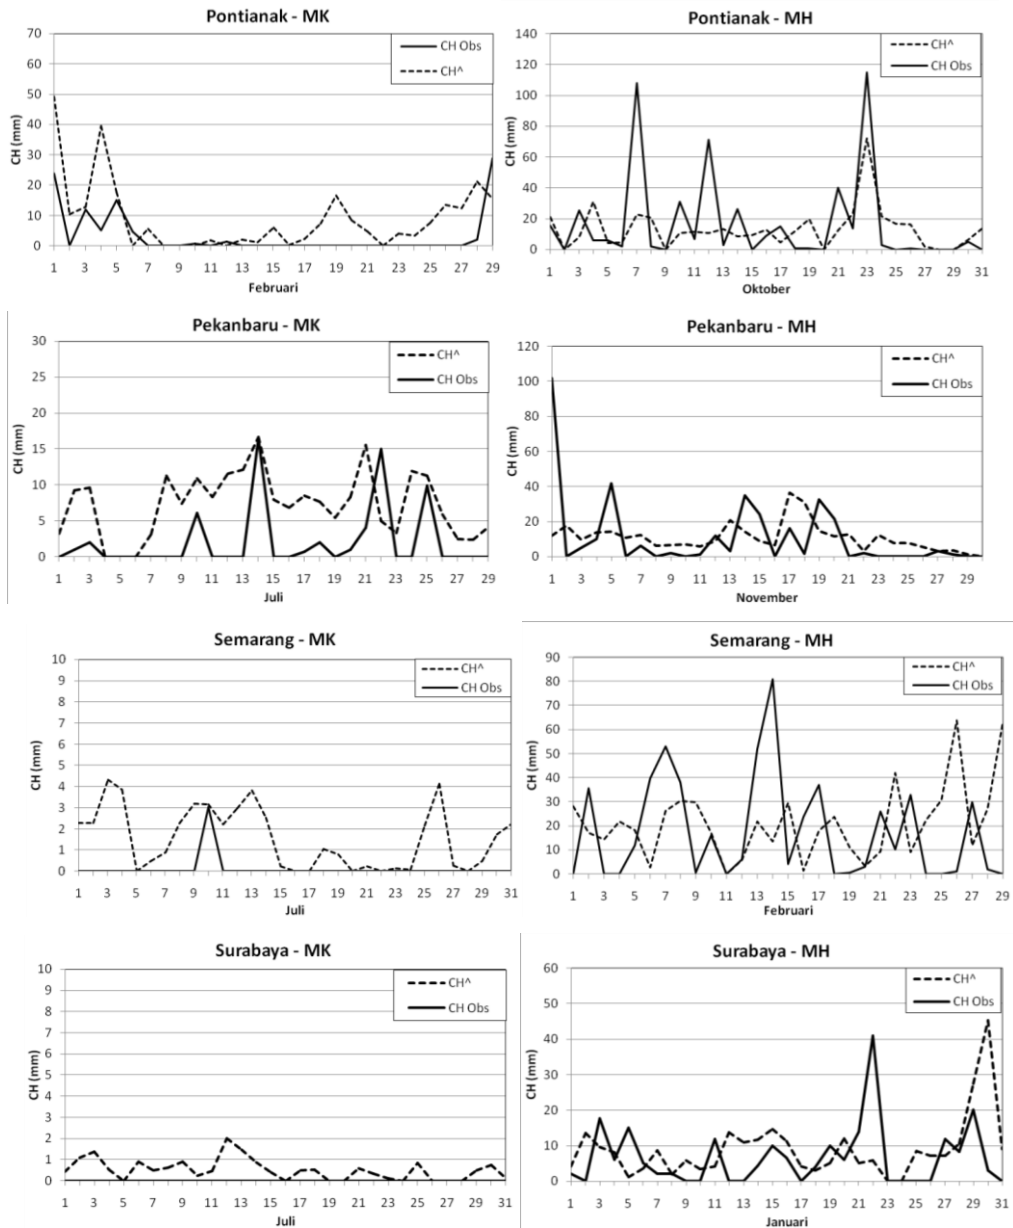 Pontianak - MK
70
60
50
40
30
20
10
0
CH (mm)
CH Obs
CH^
1 3 5 7 9 11 13 15 17 19 21 23 25 27 29
Februari
Pontianak - MH
140
120
100
80
60
40
20
0
CH (mm)
CH^
CH Obs
1 3 5 7 9 11 13 15 17 19 21 23 25 27 29 31
Oktober
Pekanbaru - MK
30
25
20
15
10
5
0
CH (mm)
CH^
CH Obs
1 3 5 7 9 11 13 15 17 19 21 23 25 27 29
Juli
Pekanbaru - MH
120
100
80
60
40
20
0
CH (mm)
CH^
CH Obs
1 3 5 7 9 11 13 15 17 19 21 23 25 27 29
November
Semarang - MK
10
9
8
7
6
5
4
3
2
1
0
CH (mm)
CH^
CH Obs
1 3 5 7 9 11 13 15 17 19 21 23 25 27 29 31
Juli
Semarang - MH
90
80
70
60
50
40
30
20
10
0
CH (mm)
CH^
CH Obs
1 3 5 7 9 11 13 15 17 19 21 23 25 27 29
Februari
Surabaya - MK
10
9
8
7
6
5
4
3
2
1
0
CH (mm)
CH^
CH Obs
1 3 5 7 9 11 13 15 17 19 21 23 25 27 29 31
Juli
Surabaya - MH
60
50
40
30
20
10
0
CH (mm)
CH^
CH Obs
1 3 5 7 9 11 13 15 17 19 21 23 25 27 29 31
Januari